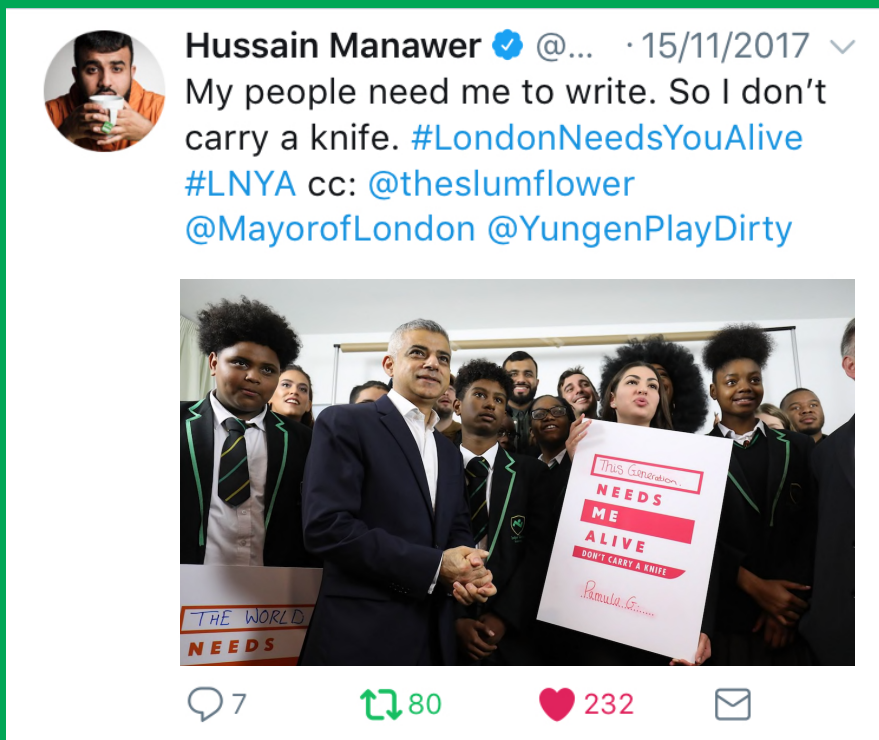 Hussain Manawer @... · 15/11/2017
My people need me to write. So I don’t
carry a knife. #LondonNeedsYouAlive
#LNYA cc: @theslumflower
@MayorofLondon @YungenPlayDirty
This Generation.
NEEDS
ME
ALIVE
DON'T CARRY A KNIFE
Pamula G......
THE WORLD
NEEDS
7 80 232